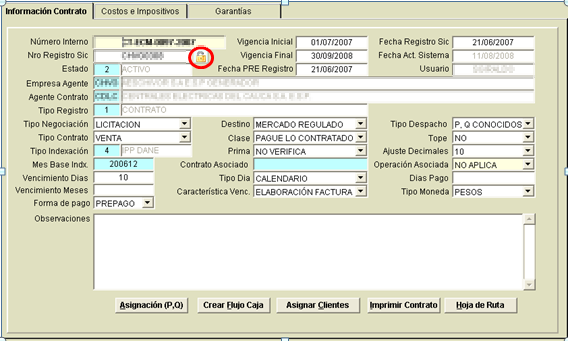 Información Contrato Costos e Impositivos Garantías
Número Interno Vigencia Inicial 01/07/2007 Fecha Registro Sic 21/06/2007
Nro Registro Sic Vigencia Final 30/09/2008 Fecha Act. Sistema 11/08/2008
Estado 2 ACTIVO Fecha PRE Registro 21/06/2007 Usuario
Empresa Agente
Agente Contrato CDLC CENTRALES ELECTRICAS DEL CAUCA S.A. E.S.P.
Tipo Registro 1 CONTRATO
Tipo Negociación LICITACION Destino MERCADO REGULADO Tipo Despacho P, Q CONOCIDOS
Tipo Contrato VENTA Clase PAGUE LO CONTRATADO Tope NO
Tipo Indexación 4 IPP DANE Prima NO VERIFICA Ajuste Decimales 10
Mes Base Indx. 200612 Contrato Asociado Operación Asociada NO APLICA
Vencimiento Dias 10 Tipo Dia CALENDARIO Dias Pago
Vencimiento Meses Característica Venc. ELABORACIÓN FACTURA Tipo Moneda PESOS
Forma de pago PREPAGO
Observaciones
Asignación (P,Q) Crear Flujo Caja Asignar Clientes Imprimir Contrato Hoja de Ruta